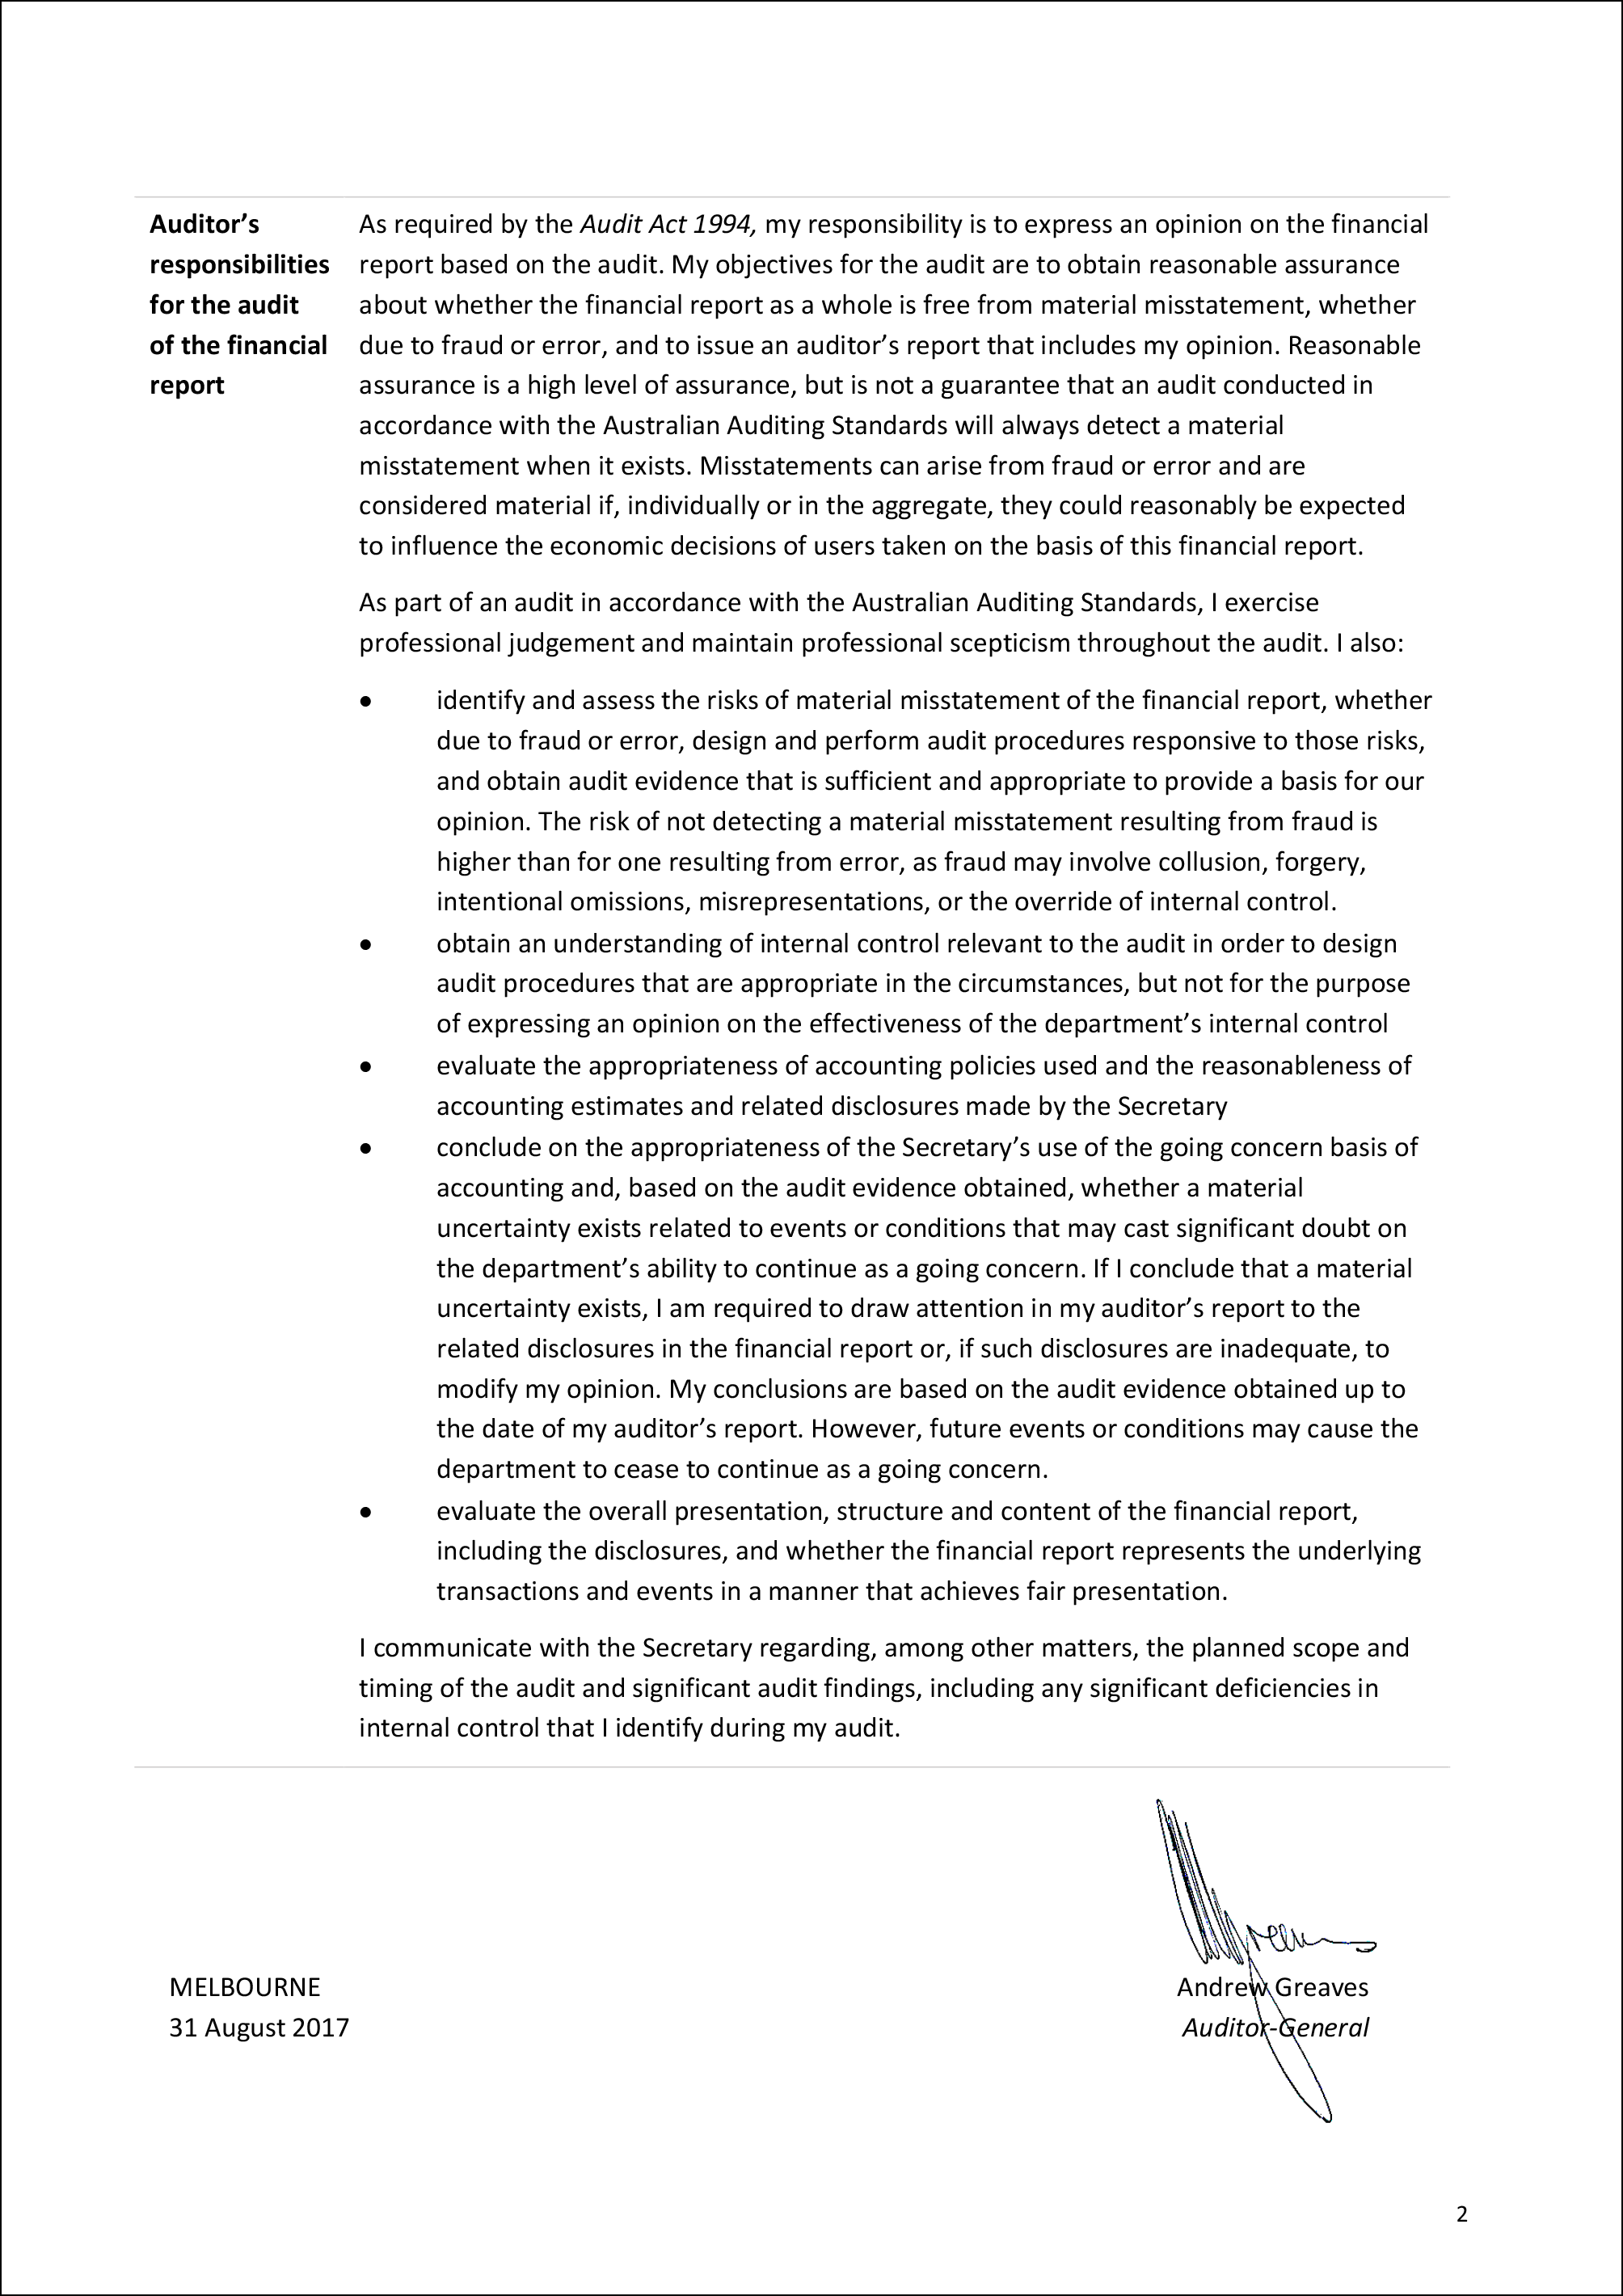 Auditor's
responsibilities
for the audit
of the financial
report
As required by the Audit Act 1994, my responsibility is to express an opinion on the financial
report based on the audit. My objectives for the audit are to obtain reasonable assurance
about whether the financial report as a whole is free from material misstatement, whether
due to fraud or error, and to issue an auditor's report that includes my opinion. Reasonable
assurance is a high level of assurance, but is not a guarantee that an audit conducted in
accordance with the Australian Auditing Standards will always detect a material
misstatement when it exists. Misstatements can arise from fraud or error and are
considered material if, individually or in the aggregate, they could reasonably be expected
to influence the economic decisions of users taken on the basis of this financial report.
As part of an audit in accordance with the Australian Auditing Standards, I exercise
professional judgement and maintain professional scepticism throughout the audit. I also:
• identify and assess the risks of material misstatement of the financial report, whether
due to fraud or error, design and perform audit procedures responsive to those risks,
and obtain audit evidence that is sufficient and appropriate to provide a basis for our
opinion. The risk of not detecting a material misstatement resulting from fraud is
higher than for one resulting from error, as fraud may involve collusion, forgery,
intentional omissions, misrepresentations, or the override of internal control.
• obtain an understanding of internal control relevant to the audit in order to design
audit procedures that are appropriate in the circumstances, but not for the purpose
of expressing an opinion on the effectiveness of the department's internal control
• evaluate the appropriateness of accounting policies used and the reasonableness of
accounting estimates and related disclosures made by the Secretary
• conclude on the appropriateness of the Secretary's use of the going concern basis of
accounting and, based on the audit evidence obtained, whether a material
uncertainty exists related to events or conditions that may cast significant doubt on
the department's ability to continue as a going concern. If I conclude that a material
uncertainty exists, I am required to draw attention in my auditor's report to the
related disclosures in the financial report or, if such disclosures are inadequate, to
modify my opinion. My conclusions are based on the audit evidence obtained up to
the date of my auditor's report. However, future events or conditions may cause the
department to cease to continue as a going concern.
• evaluate the overall presentation, structure and content of the financial report,
including the disclosures, and whether the financial report represents the underlying
transactions and events in a manner that achieves fair presentation.
I communicate with the Secretary regarding, among other matters, the planned scope and
timing of the audit and significant audit findings, including any significant deficiencies in
internal control that I identify during my audit.
MELBOURNE
31 August 2017
Andrew Greaves
Auditor-General
2